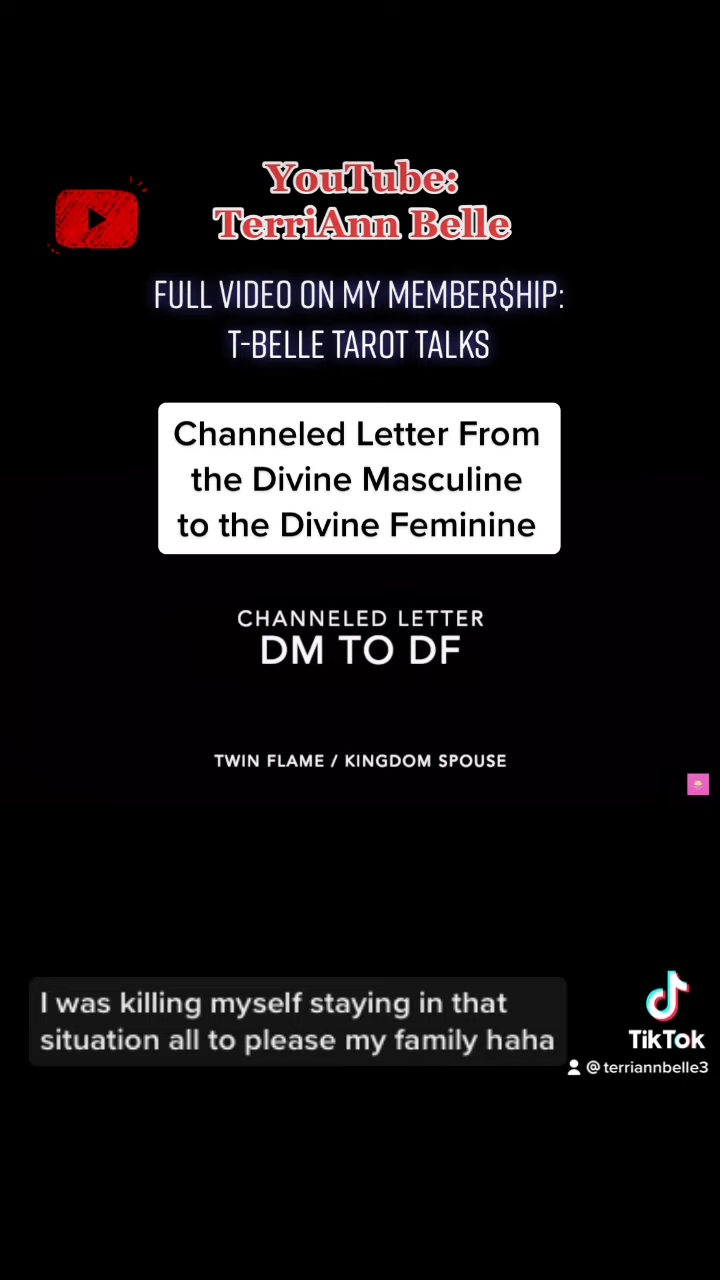 YouTube:
TerriAnn Belle
FULL VIDEO ON MY MEMBER$HIP:
T-BELLE TAROT TALKS
Channeled Letter From
the Divine Masculine
to the Divine Feminine
CHANNELED LETTER
DM TO DF
TWIN FLAME / KINGDOM SPOUSE
I was killing myself staying in that
situation all to please my family haha
TikTok
@terriannbelle3